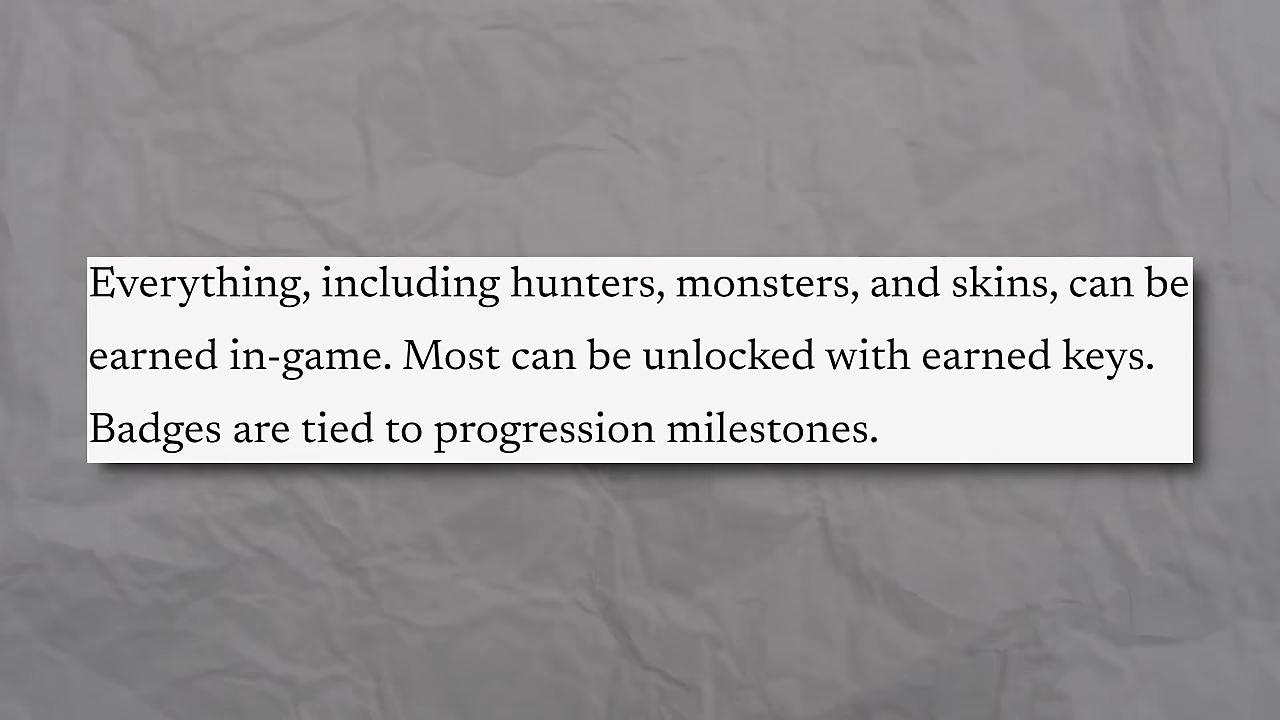 Everything, including hunters, monsters, and skins, can be
earned in-game. Most can be unlocked with earned keys.
Badges are tied to progression milestones.